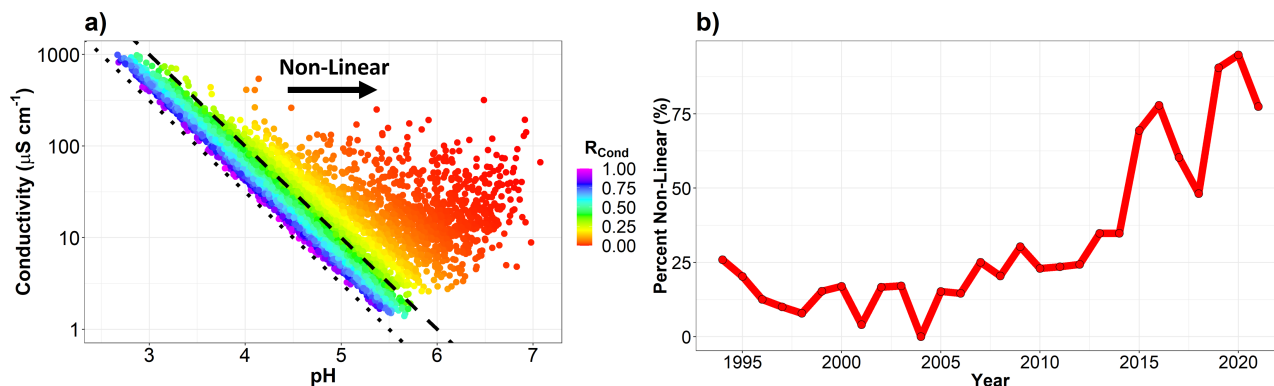 a)
Conductivity (μS cm⁻¹)
1000
100
10
1
Non-Linear
R_Cond
1.00
0.75
0.50
0.25
0.00
3 4 5 6 7
pH
b)
Percent Non-Linear (%)
75
50
25
0
1995 2000 2005 2010 2015 2020
Year